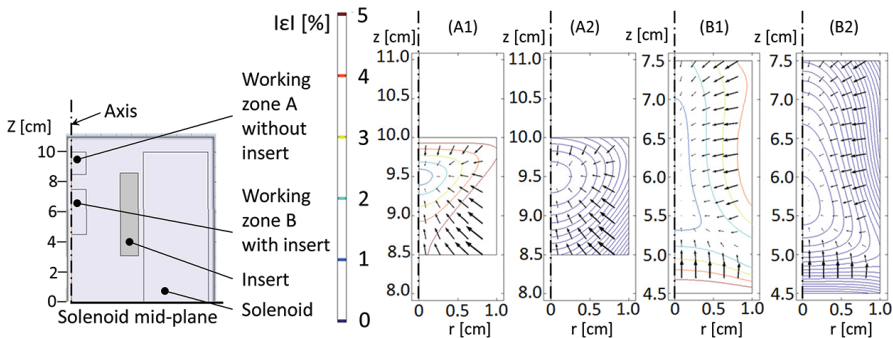 IεI [%]
5
4
3
2
1
0
Axis
Z [cm]
10
8
6
4
2
0
Working
zone A
without
insert
Working
zone B
with insert
Insert
Solenoid
Solenoid mid-plane
(A1)
z [cm]
11.0
10.0
9.5
9.0
8.5
8.0
0 0.5 1.0
r [cm]
(A2)
z [cm]
11.0
10.0
9.5
9.0
8.5
8.0
0 0.5 1.0
r [cm]
(B1)
z [cm]
7.5
7.0
6.5
6.0
5.5
5.0
4.5
0 0.5 1.0
r [cm]
(B2)
z [cm]
7.5
7.0
6.5
6.0
5.5
5.0
4.5
0 0.5 1.0
r [cm]